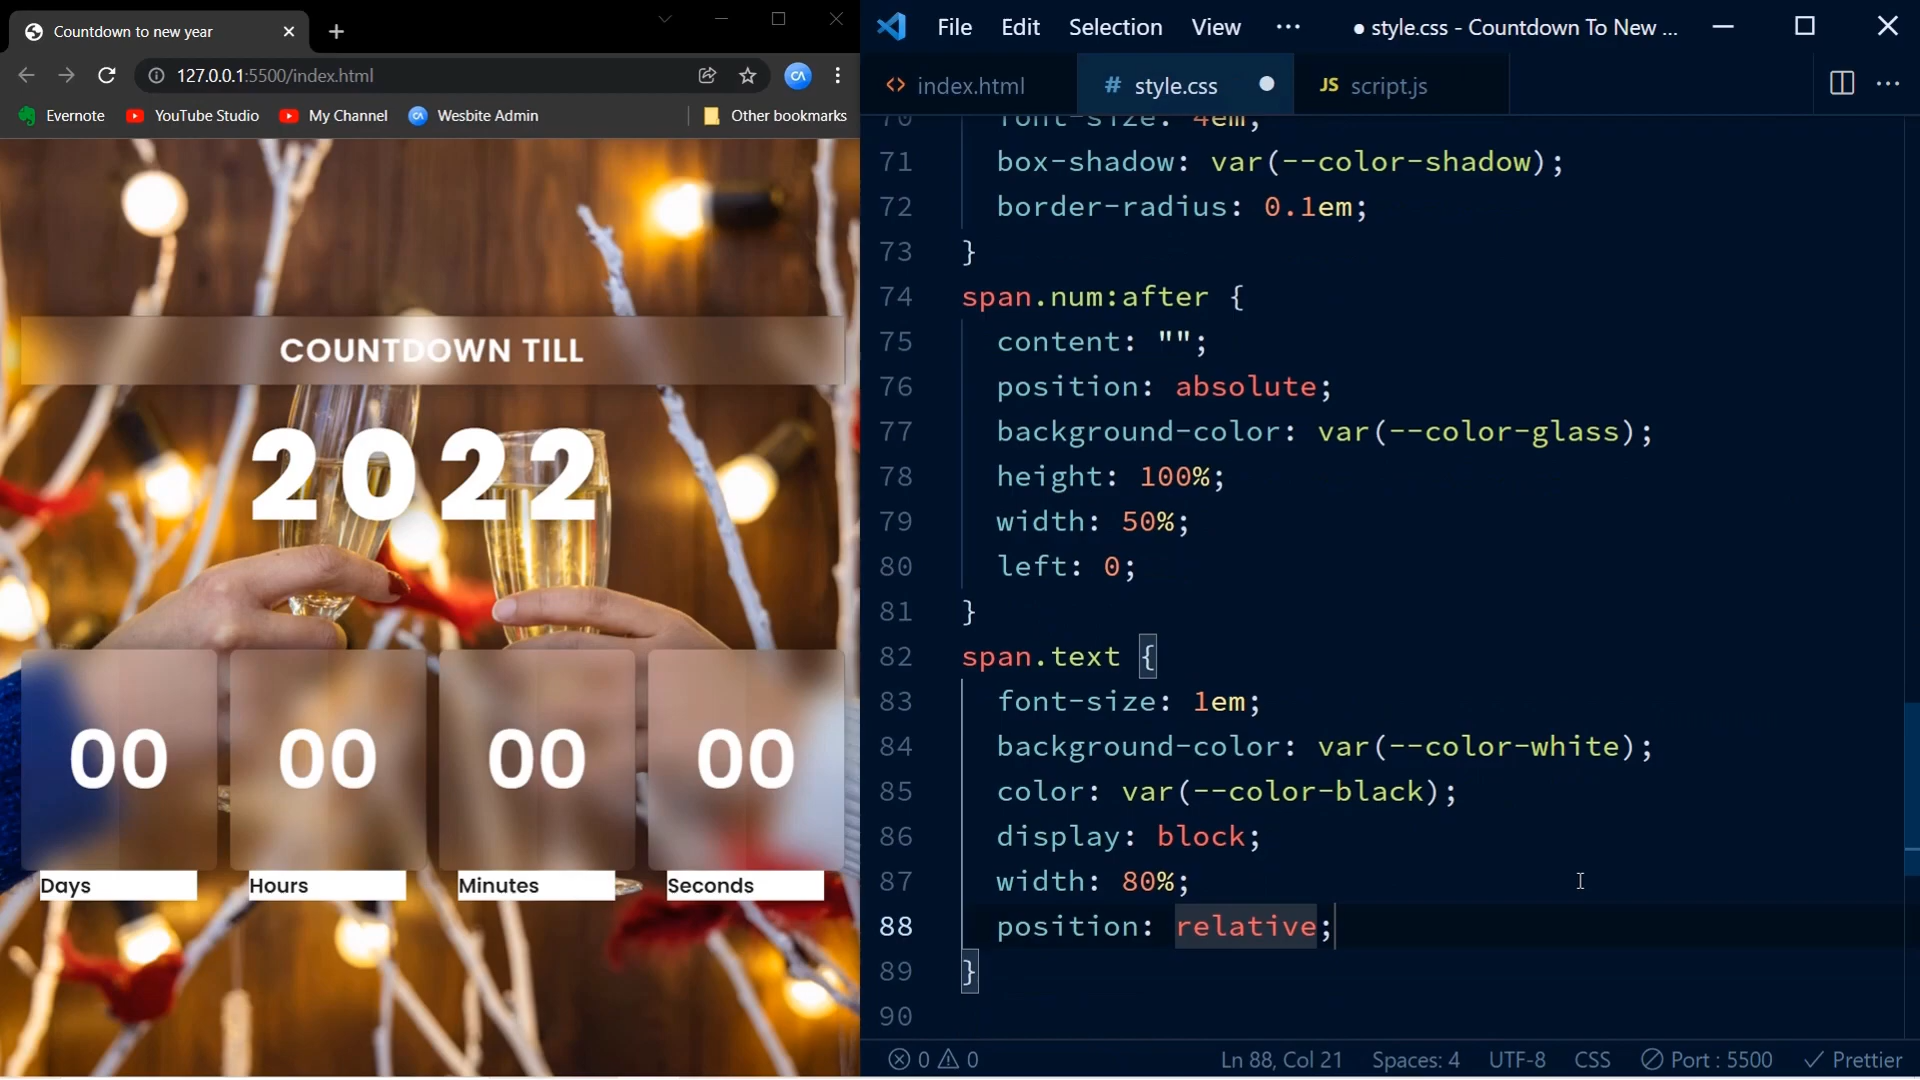 Countdown to new year
127.0.0.1:5500/index.html
Evernote YouTube Studio My Channel Wesbite Admin Other bookmarks
COUNTDOWN TILL
2022
00 00 00 00
Days Hours Minutes Seconds
File Edit Selection View ··· ● style.css - Countdown To New ...
<> index.html # style.css ● JS script.js ···
70 font-size: 4em;
71 box-shadow: var(--color-shadow);
72 border-radius: 0.1em;
73 }
74 span.num:after {
75 content: "";
76 position: absolute;
77 background-color: var(--color-glass);
78 height: 100%;
79 width: 50%;
80 left: 0;
81 }
82 span.text {
83 font-size: 1em;
84 background-color: var(--color-white);
85 color: var(--color-black);
86 display: block;
87 width: 80%;
88 position: relative;
89 }
90
0 0 Ln 88, Col 21 Spaces: 4 UTF-8 CSS Port : 5500 Prettier